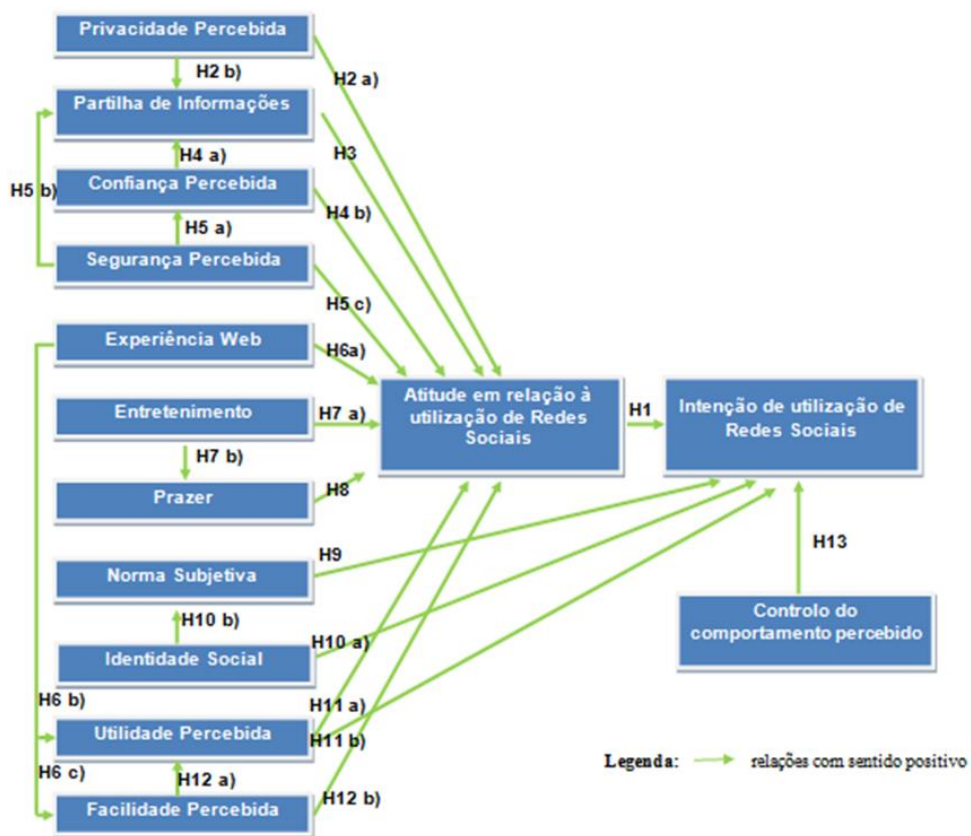 Privacidade Percebida
H2 b)
H2 a)
Partilha de Informações
H3
H4 a)
H5 b)
Confiança Percebida
H4 b)
H5 a)
Segurança Percebida
H5 c)
Experiência Web
H6a)
Entretenimento
H7 a)
Atitude em relação à
utilização de Redes
Sociais
H1
Intenção de utilização de
Redes Sociais
H7 b)
Prazer
H8
H9
H13
Norma Subjetiva
H10 b)
H10 a)
Controlo do
comportamento percebido
Identidade Social
H6 b)
H11 a)
Utilidade Percebida
H11 b)
Legenda: relações com sentido positivo
H6 c)
H12 a)
H12 b)
Facilidade Percebida